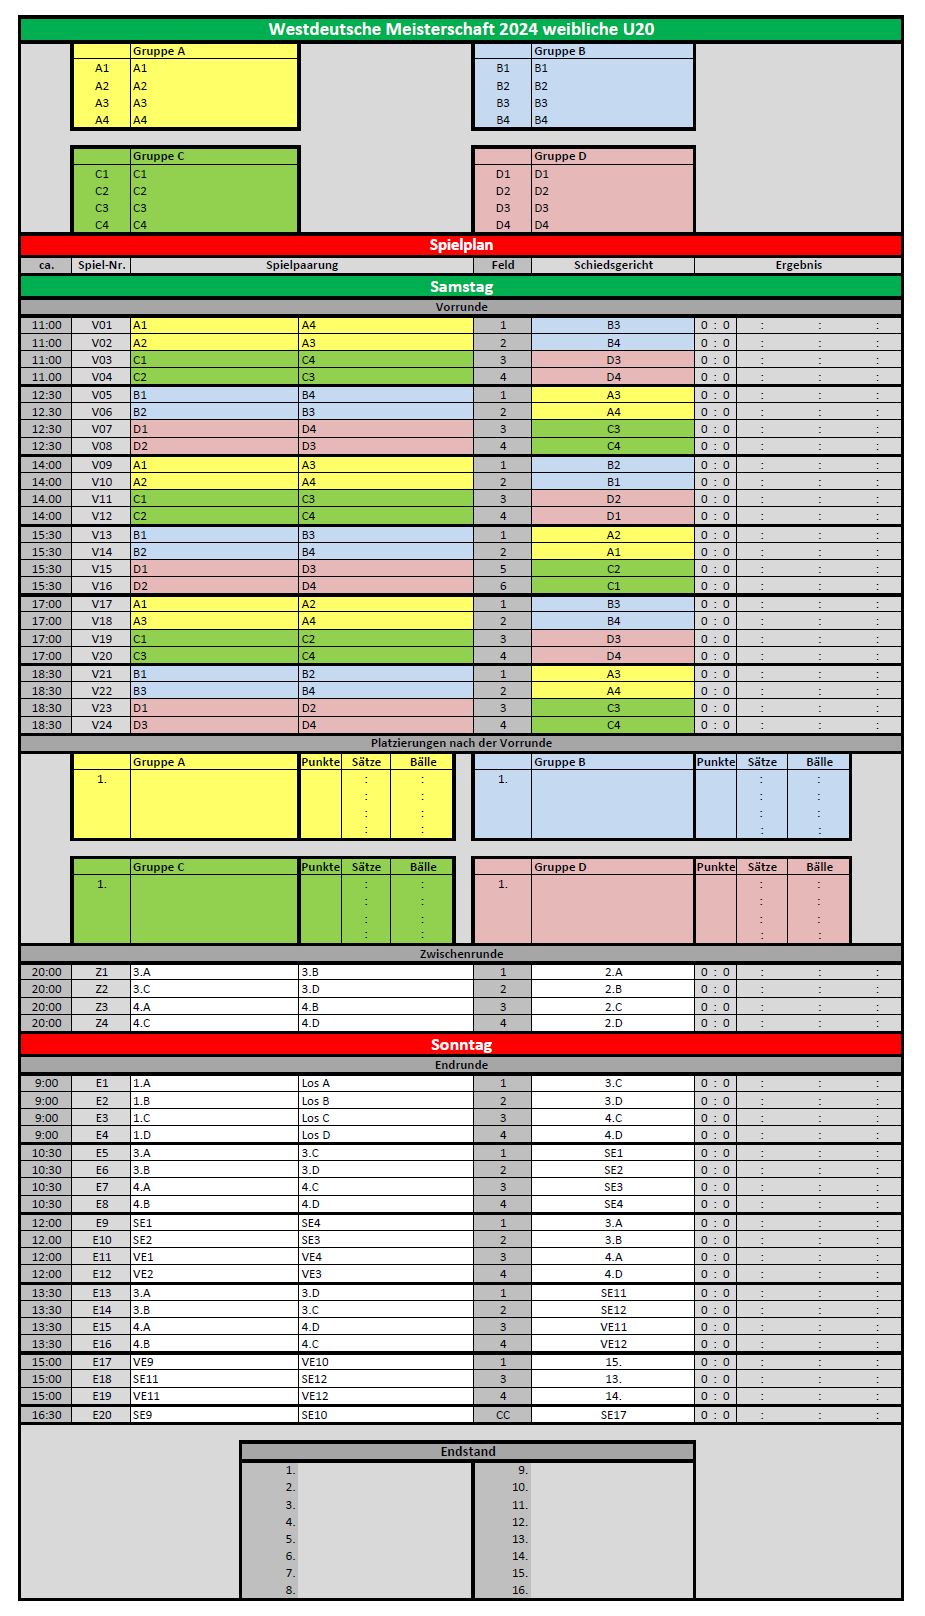 Westdeutsche Meisterschaft 2024 weibliche U20
Gruppe A Gruppe B
A1 A1 B1 B1
A2 A2 B2 B2
A3 A3 B3 B3
A4 A4 B4 B4
Gruppe C Gruppe D
C1 C1 D1 D1
C2 C2 D2 D2
C3 C3 D3 D3
C4 C4 D4 D4
Spielplan
ca. Spiel-Nr. Spielpaarung Feld Schiedsgericht Ergebnis
Samstag
Vorrunde
11:00 V01 A1 A4 1 B3 0 : 0 : : :
11:00 V02 A2 A3 2 B4 0 : 0 : : :
11:00 V03 C1 C4 3 D3 0 : 0 : : :
11.00 V04 C2 C3 4 D4 0 : 0 : : :
12:30 V05 B1 B4 1 A3 0 : 0 : : :
12.30 V06 B2 B3 2 A4 0 : 0 : : :
12:30 V07 D1 D4 3 C3 0 : 0 : : :
12:30 V08 D2 D3 4 C4 0 : 0 : : :
14:00 V09 A1 A3 1 B2 0 : 0 : : :
14:00 V10 A2 A4 2 B1 0 : 0 : : :
14.00 V11 C1 C3 3 D2 0 : 0 : : :
14:00 V12 C2 C4 4 D1 0 : 0 : : :
15:30 V13 B1 B3 1 A2 0 : 0 : : :
15:30 V14 B2 B4 2 A1 0 : 0 : : :
15:30 V15 D1 D3 5 C2 0 : 0 : : :
15:30 V16 D2 D4 6 C1 0 : 0 : : :
17:00 V17 A1 A2 1 B3 0 : 0 : : :
17:00 V18 A3 A4 2 B4 0 : 0 : : :
17:00 V19 C1 C2 3 D3 0 : 0 : : :
17:00 V20 C3 C4 4 D4 0 : 0 : : :
18:30 V21 B1 B2 1 A3 0 : 0 : : :
18:30 V22 B3 B4 2 A4 0 : 0 : : :
18:30 V23 D1 D2 3 C3 0 : 0 : : :
18:30 V24 D3 D4 4 C4 0 : 0 : : :
Platzierungen nach der Vorrunde
Gruppe A Punkte Sätze Bälle Gruppe B Punkte Sätze Bälle
1. : : 1. : :
: : : :
: : : :
: : : :
Gruppe C Punkte Sätze Bälle Gruppe D Punkte Sätze Bälle
1. : : 1. : :
: : : :
: : : :
: : : :
Zwischenrunde
20:00 Z1 3.A 3.B 1 2.A 0 : 0 : : :
20:00 Z2 3.C 3.D 2 2.B 0 : 0 : : :
20:00 Z3 4.A 4.B 3 2.C 0 : 0 : : :
20:00 Z4 4.C 4.D 4 2.D 0 : 0 : : :
Sonntag
Endrunde
9:00 E1 1.A Los A 1 3.C 0 : 0 : : :
9:00 E2 1.B Los B 2 3.D 0 : 0 : : :
9:00 E3 1.C Los C 3 4.C 0 : 0 : : :
9:00 E4 1.D Los D 4 4.D 0 : 0 : : :
10:30 E5 3.A 3.C 1 SE1 0 : 0 : : :
10:30 E6 3.B 3.D 2 SE2 0 : 0 : : :
10:30 E7 4.A 4.C 3 SE3 0 : 0 : : :
10:30 E8 4.B 4.D 4 SE4 0 : 0 : : :
12:00 E9 SE1 SE4 1 3.A 0 : 0 : : :
12.00 E10 SE2 SE3 2 3.B 0 : 0 : : :
12:00 E11 VE1 VE4 3 4.A 0 : 0 : : :
12:00 E12 VE2 VE3 4 4.D 0 : 0 : : :
13:30 E13 3.A 3.D 1 SE11 0 : 0 : : :
13:30 E14 3.B 3.C 2 SE12 0 : 0 : : :
13:30 E15 4.A 4.D 3 VE11 0 : 0 : : :
13:30 E16 4.B 4.C 4 VE12 0 : 0 : : :
15:00 E17 VE9 VE10 1 15. 0 : 0 : : :
15:00 E18 SE11 SE12 3 13. 0 : 0 : : :
15:00 E19 VE11 VE12 4 14. 0 : 0 : : :
16:30 E20 SE9 SE10 CC SE17 0 : 0 : : :
Endstand
1. 9.
2. 10.
3. 11.
4. 12.
5. 13.
6. 14.
7. 15.
8. 16.